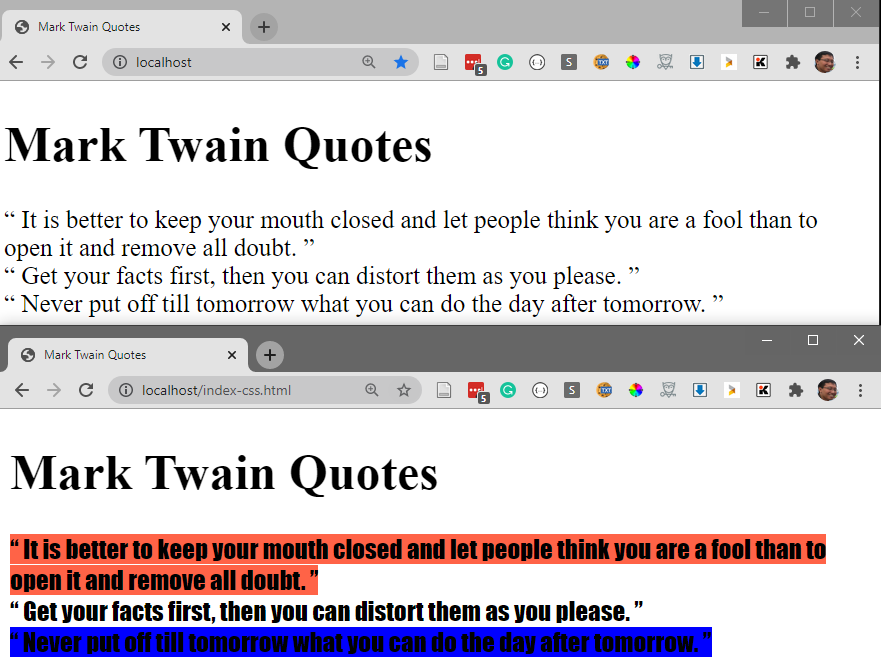 Mark Twain Quotes
localhost
5
S
TXT
K
Mark Twain Quotes
“ It is better to keep your mouth closed and let people think you are a fool than to
open it and remove all doubt. ”
“ Get your facts first, then you can distort them as you please. ”
“ Never put off till tomorrow what you can do the day after tomorrow. ”
Mark Twain Quotes
localhost/index-css.html
5
S
TXT
K
Mark Twain Quotes
“ It is better to keep your mouth closed and let people think you are a fool than to
open it and remove all doubt. ”
“ Get your facts first, then you can distort them as you please. ”
“ Never put off till tomorrow what you can do the day after tomorrow. ”